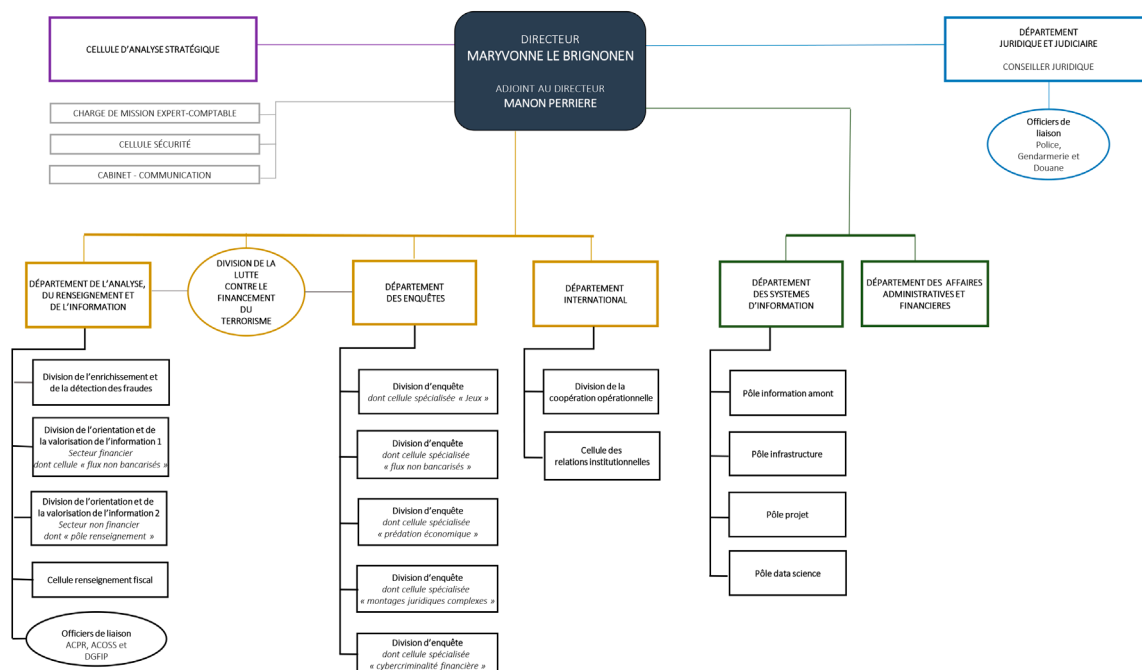 CELLULE D'ANALYSE STRATÉGIQUE
DIRECTEUR
MARYVONNE LE BRIGNONEN
ADJOINT AU DIRECTEUR
MANON PERRIERE
DÉPARTEMENT
JURIDIQUE ET JUDICIAIRE
CONSEILLER JURIDIQUE
CHARGE DE MISSION EXPERT-COMPTABLE
CELLULE SÉCURITÉ
CABINET - COMMUNICATION
Officiers de
liaison
Police,
Gendarmerie et
Douane
DÉPARTEMENT DE L'ANALYSE,
DU RENSEIGNEMENT ET
DE L'INFORMATION
DIVISION DE LA
LUTTE
CONTRE LE
FINANCEMENT
DU
TERRORISME
DÉPARTEMENT
DES ENQUÊTES
DÉPARTEMENT
INTERNATIONAL
DÉPARTEMENT
DES SYSTEMES
D'INFORMATION
DÉPARTEMENT DES AFFAIRES
ADMINISTRATIVES ET
FINANCIERES
Division de l'enrichissement et
de la détection des fraudes
Division de l'orientation et de
la valorisation de l'information 1
Secteur financier
dont cellule « flux non bancarisés »
Division de l'orientation et de
la valorisation de l'information 2
Secteur non financier
dont « pôle renseignement »
Cellule renseignement fiscal
Officiers de liaison
ACPR, ACOSS et
DGFIP
Division d'enquête
dont cellule spécialisée « Jeux »
Division d'enquête
dont cellule spécialisée
« flux non bancarisés »
Division d'enquête
dont cellule spécialisée
« prédation économique »
Division d'enquête
dont cellule spécialisée
« montages juridiques complexes »
Division d'enquête
dont cellule spécialisée
« cybercriminalité financière »
Division de la
coopération opérationnelle
Cellule des
relations institutionnelles
Pôle information amont
Pôle infrastructure
Pôle projet
Pôle data science